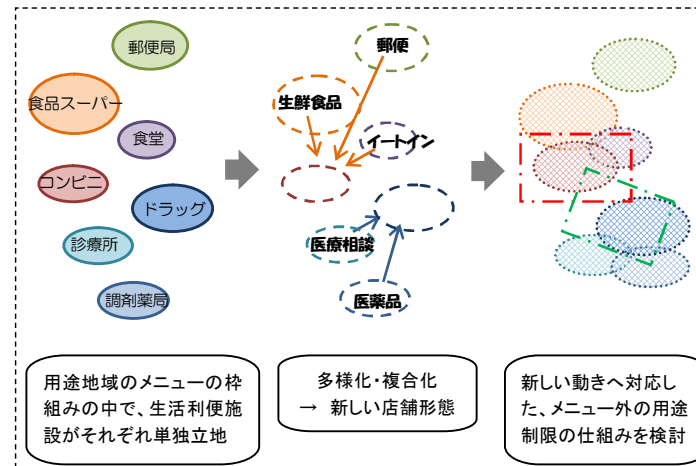 郵便局
食品スーパー
食堂
コンビニ
ドラッグ
診療所
調剤薬局
郵便
生鮮食品
イートイン
医療相談
医薬品
用途地域のメニューの枠
組みの中で、生活利便施
設がそれぞれ単独立地
多様化・複合化
→ 新しい店舗形態
新しい動きへ対応し
た、メニュー外の用途
制限の仕組みを検討